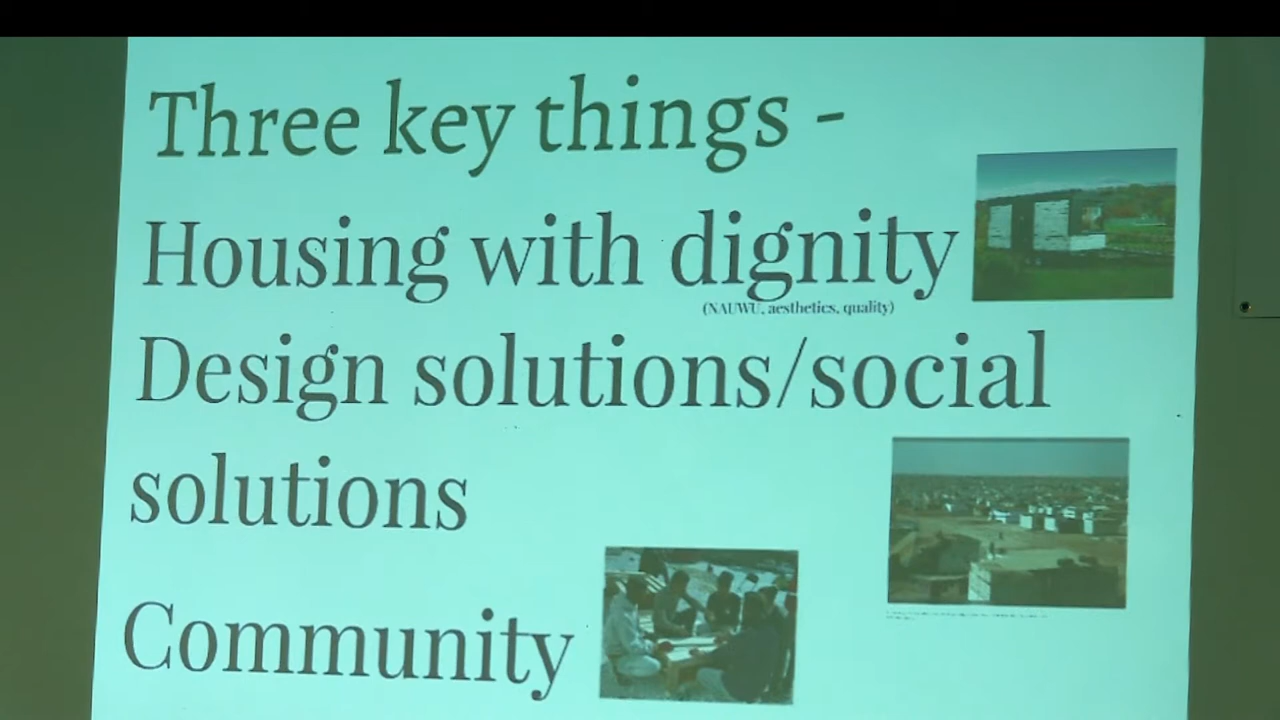 Three key things -
Housing with dignity
(NAUWU, aesthetics, quality)
Design solutions/social
solutions
Community